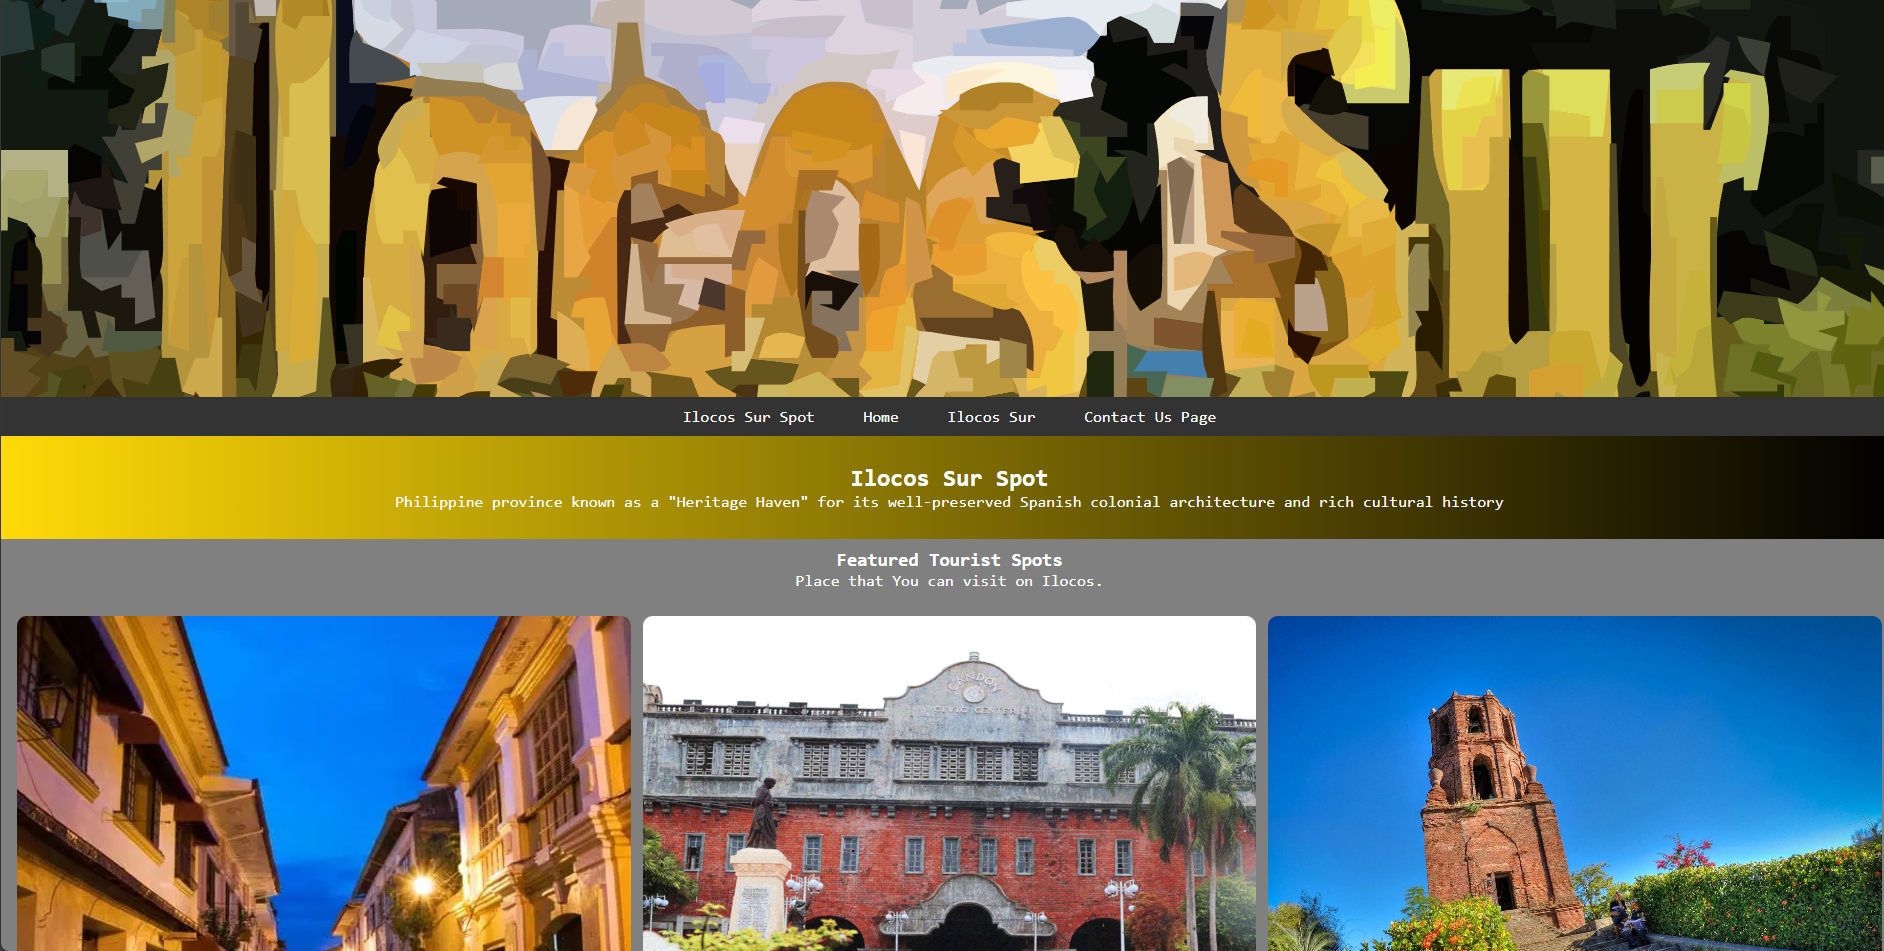 Ilocos Sur
Ilocos Sur Spot Home Ilocos Sur Contact Us Page
Ilocos Sur Spot
Philippine province known as a "Heritage Haven" for its well-preserved Spanish colonial architecture and rich cultural history
Featured Tourist Spots
Place that You can visit on Ilocos.
CANDON
CIVIC CENTER